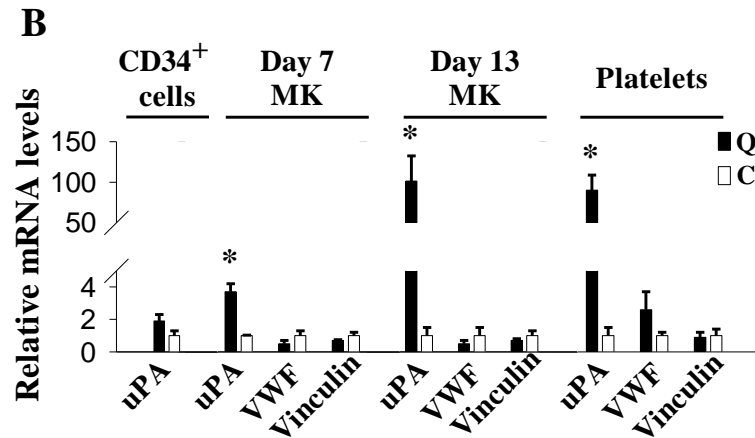 B
CD34+ cells
Day 7 MK
Day 13 MK
Platelets
Relative mRNA levels
150
100
50
4
2
0
*
*
*
Q
C
uPA
uPA
VWF
Vinculin
uPA
VWF
Vinculin
uPA
VWF
Vinculin